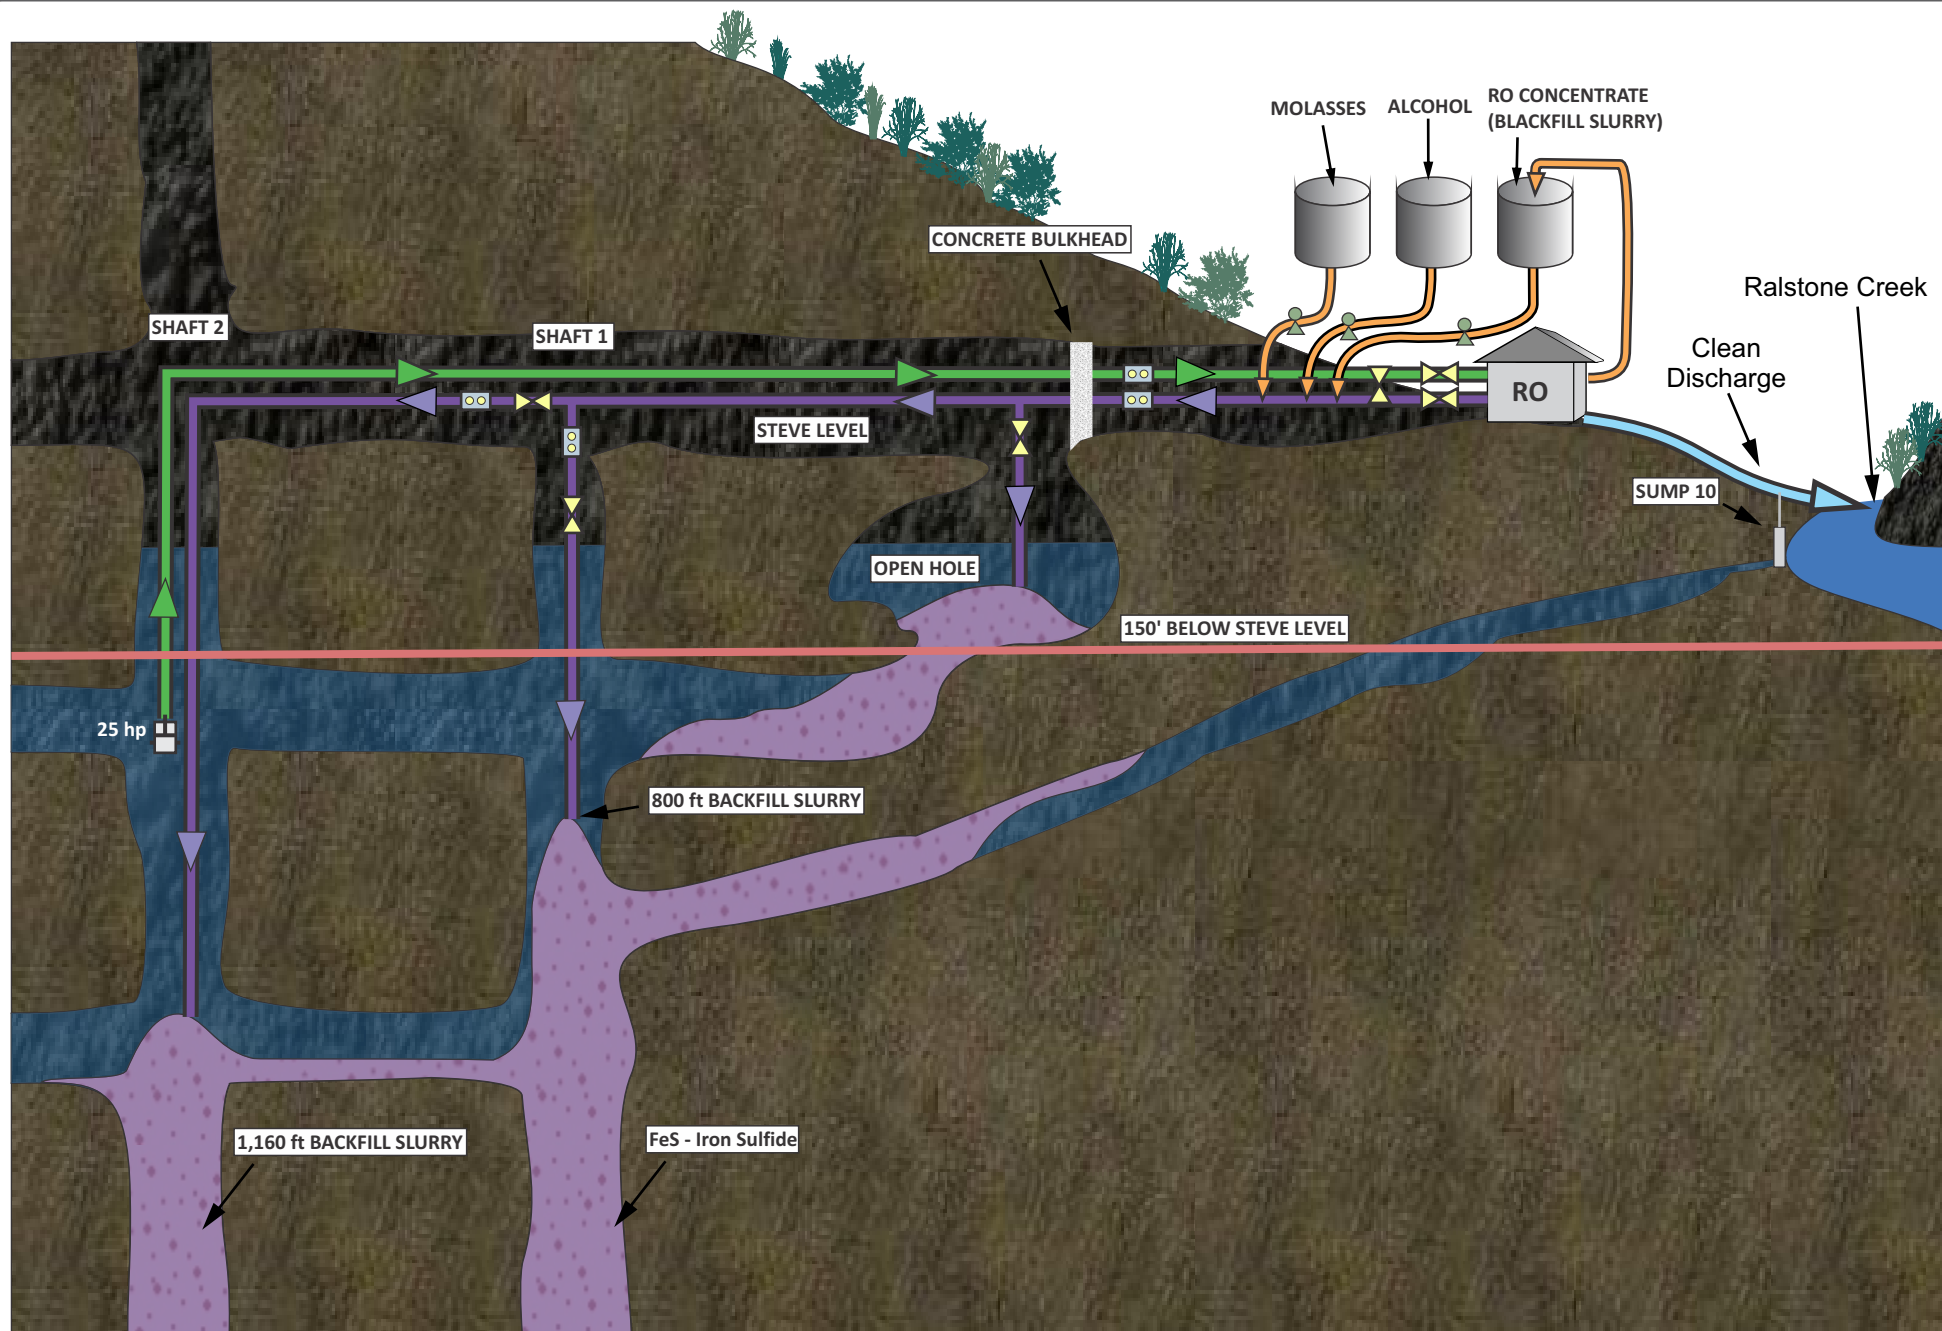 MOLASSES
ALCOHOL
RO CONCENTRATE
(BLACKFILL SLURRY)
CONCRETE BULKHEAD
Ralstone Creek
SHAFT 2
SHAFT 1
Clean
Discharge
RO
STEVE LEVEL
SUMP 10
OPEN HOLE
150' BELOW STEVE LEVEL
25 hp
800 ft BACKFILL SLURRY
1,160 ft BACKFILL SLURRY
FeS - Iron Sulfide